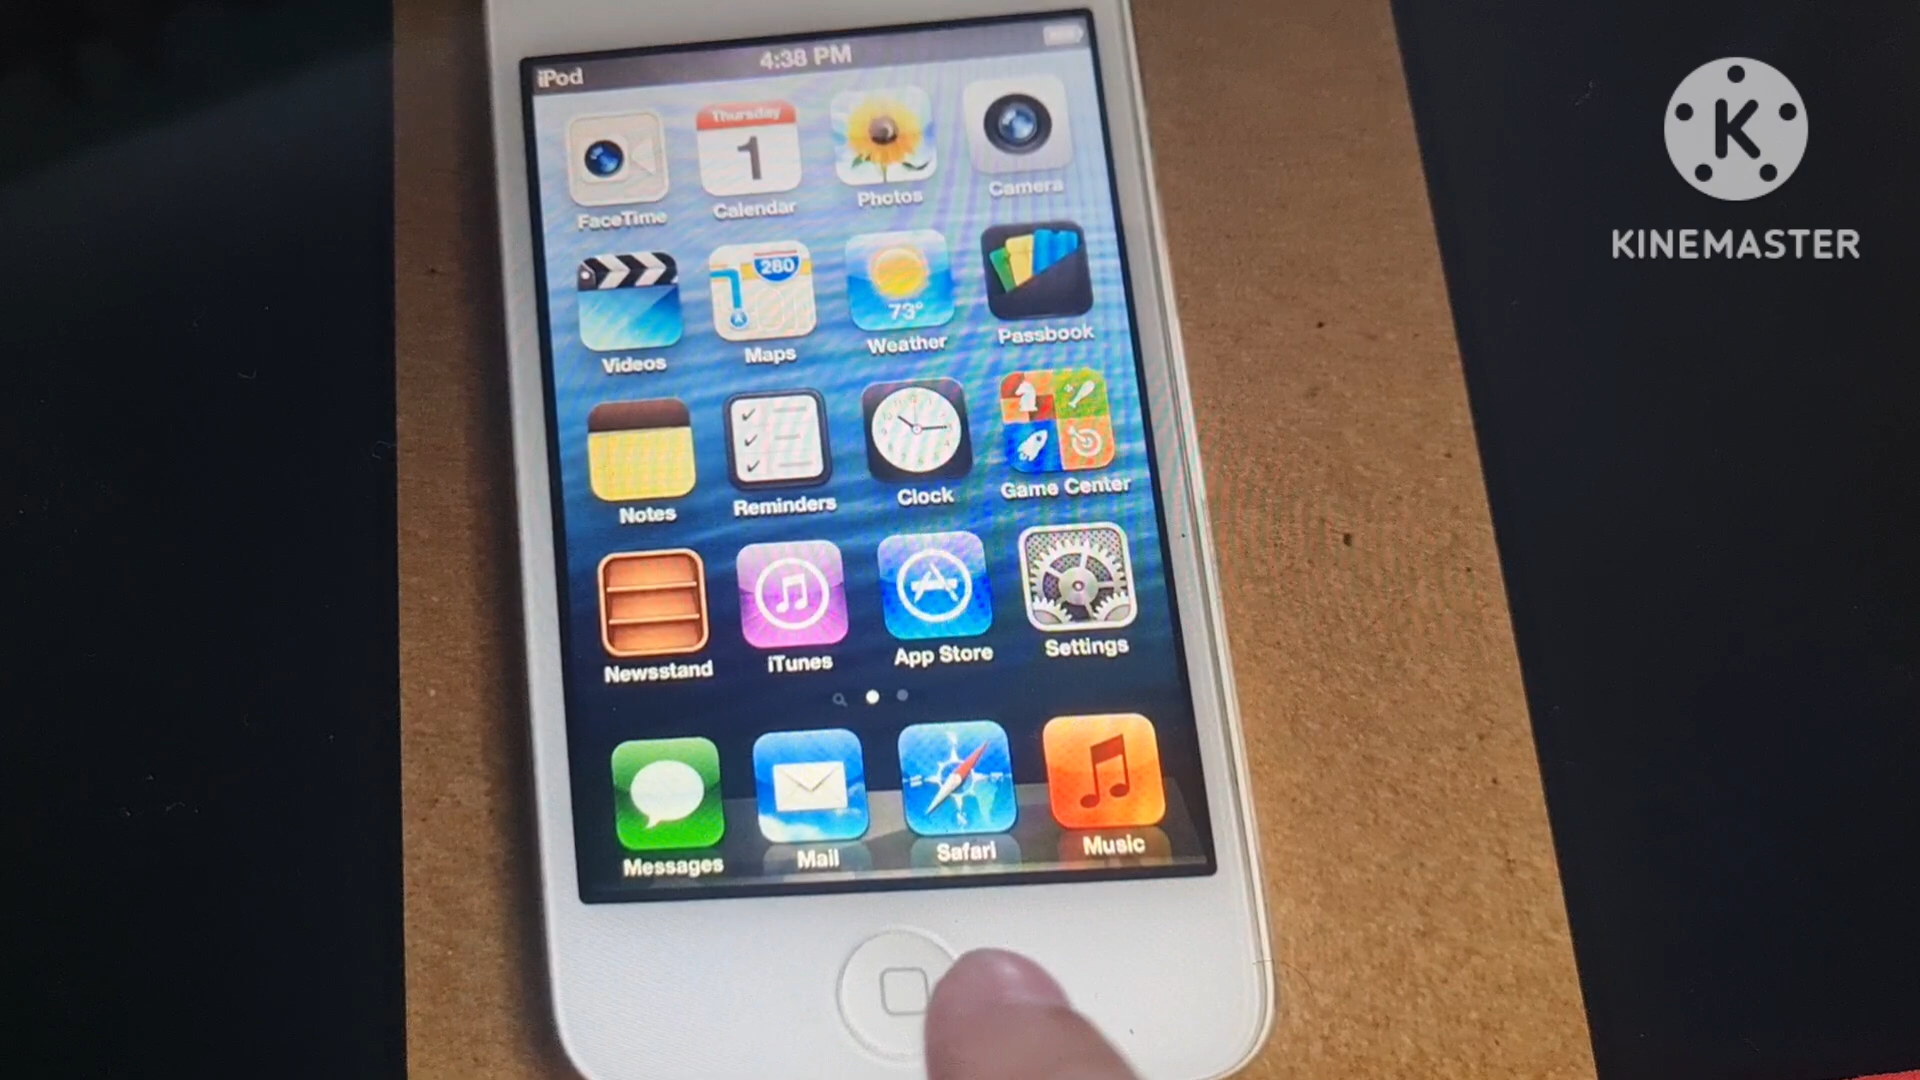 iPod 4:38 PM
Thursday
1
FaceTime Calendar Photos Camera
280
73°
Videos Maps Weather Passbook
Notes Reminders Clock Game Center
Newsstand iTunes App Store Settings
Messages Mail Safari Music
K
KINEMASTER